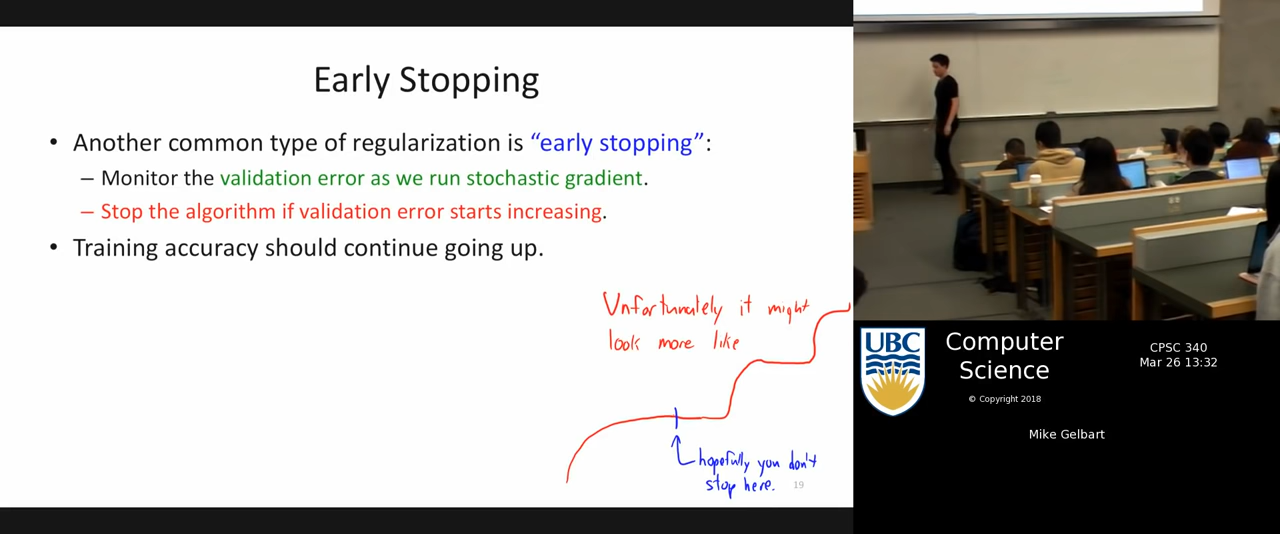 Early Stopping
• Another common type of regularization is “early stopping”:
– Monitor the validation error as we run stochastic gradient.
– Stop the algorithm if validation error starts increasing.
• Training accuracy should continue going up.
Unfortunately it might
look more like
hopefully you don't
stop here.
19
UBC
Computer
Science
© Copyright 2018
CPSC 340
Mar 26 13:32
Mike Gelbart